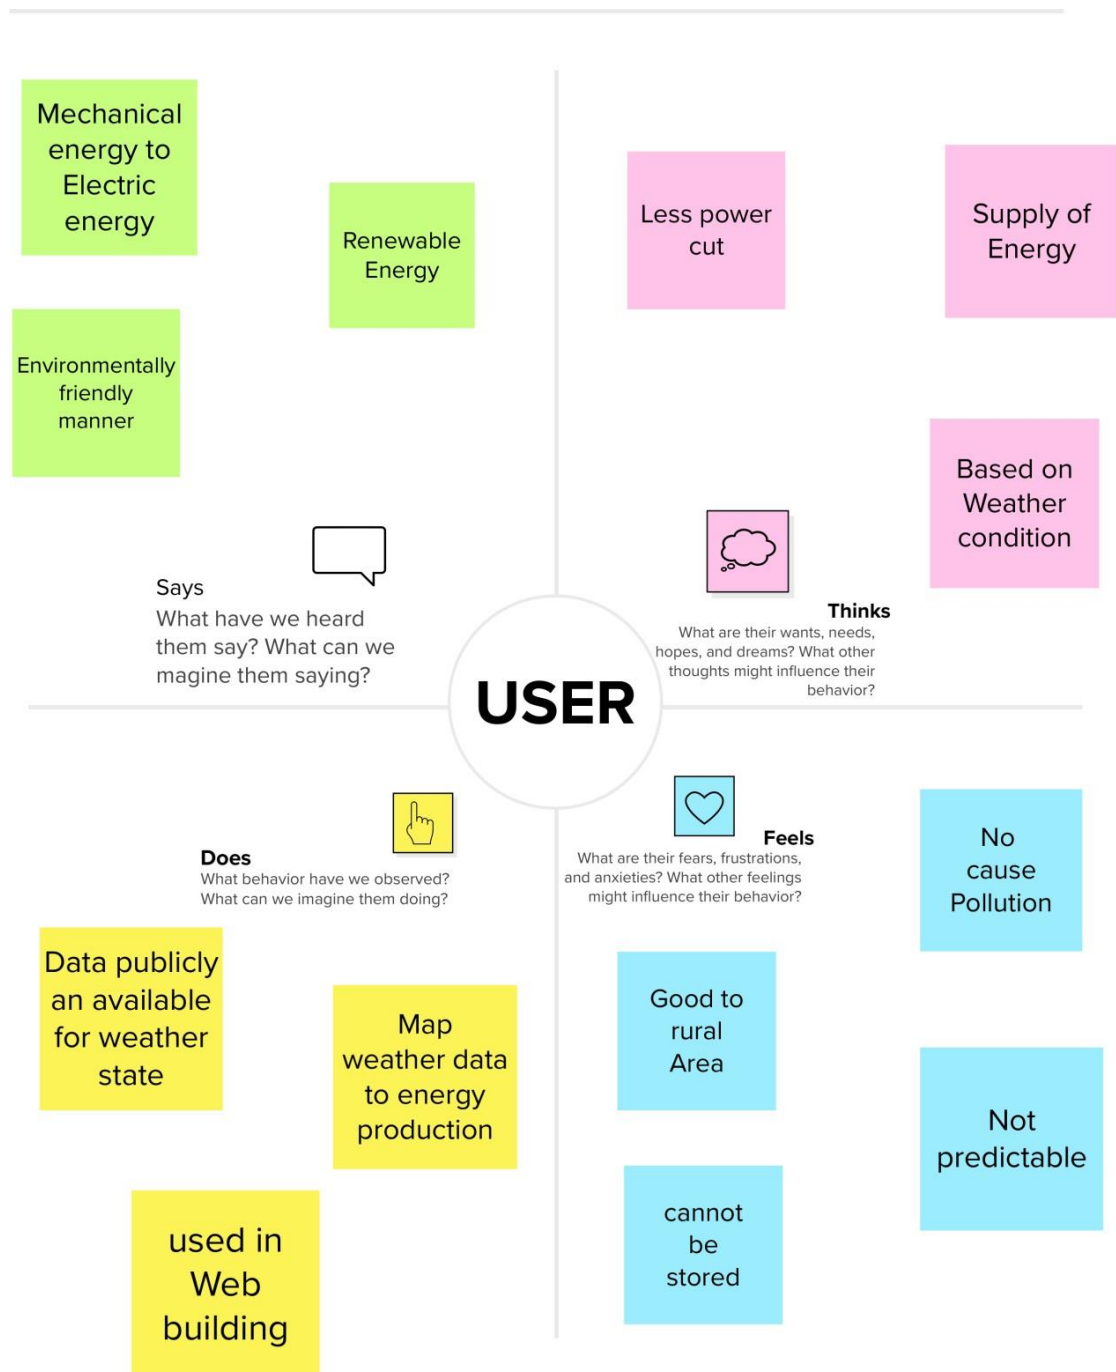 Mechanical
energy to
Electric
energy
Renewable
Energy
Environmentally
friendly
manner
Says
What have we heard
them say? What can we
magine them saying?
Less power
cut
Supply of
Energy
Based on
Weather
condition
Thinks
What are their wants, needs,
hopes, and dreams? What other
thoughts might influence their
behavior?
USER
Does
What behavior have we observed?
What can we imagine them doing?
Data publicly
an available
for weather
state
Map
weather data
to energy
production
used in
Web
building
Feels
What are their fears, frustrations,
and anxieties? What other feelings
might influence their behavior?
No
cause
Pollution
Good to
rural
Area
Not
predictable
cannot
be
stored